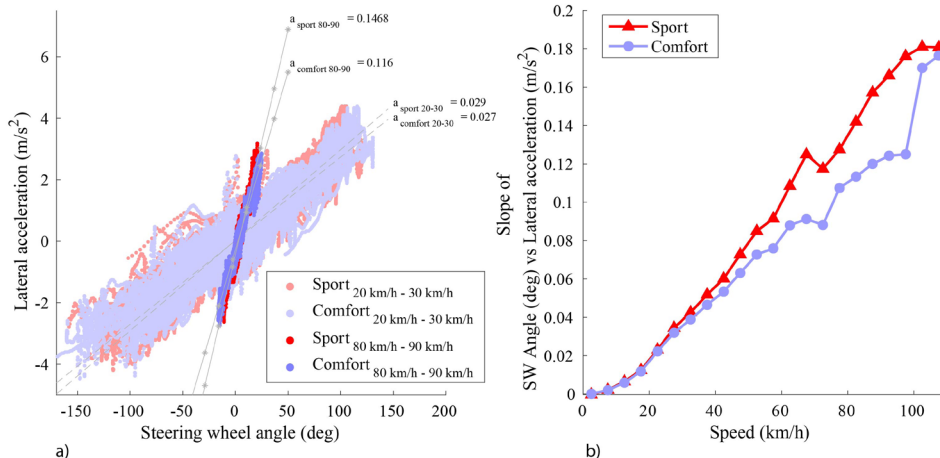 a sport 80-90 = 0.1468
a comfort 80-90 = 0.116
a sport 20-30 = 0.029
a comfort 20-30 = 0.027
4
2
0
-2
-4
Lateral acceleration (m/s²)
Sport 20 km/h - 30 km/h
Comfort 20 km/h - 30 km/h
Sport 80 km/h - 90 km/h
Comfort 80 km/h - 90 km/h
-150 -100 -50 0 50 100 150 200
Steering wheel angle (deg)
a)
Slope of
SW Angle (deg) vs Lateral acceleration (m/s²)
0.2
0.18
0.16
0.14
0.12
0.1
0.08
0.06
0.04
0.02
0
Sport
Comfort
0 20 40 60 80 100
Speed (km/h)
b)